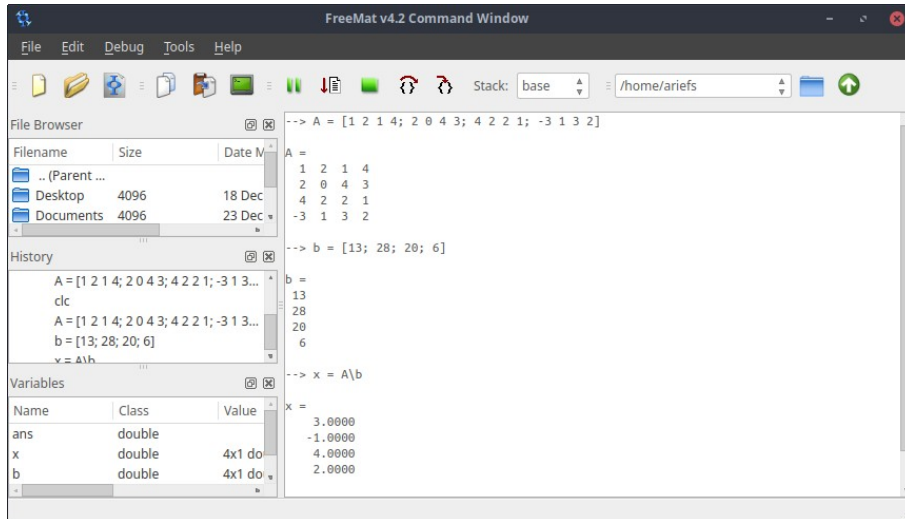 FreeMat v4.2 Command Window
File Edit Debug Tools Help
Stack: base /home/ariefs
File Browser
Filename Size Date M
.. (Parent ...
Desktop 4096 18 Dec
Documents 4096 23 Dec
History
A = [1 2 1 4; 2 0 4 3; 4 2 2 1; -3 1 3...
clc
A = [1 2 1 4; 2 0 4 3; 4 2 2 1; -3 1 3...
b = [13; 28; 20; 6]
x = A\b
Variables
Name Class Value
ans double
x double 4x1 do
b double 4x1 do
--> A = [1 2 1 4; 2 0 4 3; 4 2 2 1; -3 1 3 2]
A =
1 2 1 4
2 0 4 3
4 2 2 1
-3 1 3 2
--> b = [13; 28; 20; 6]
b =
13
28
20
6
--> x = A\b
x =
3.0000
-1.0000
4.0000
2.0000